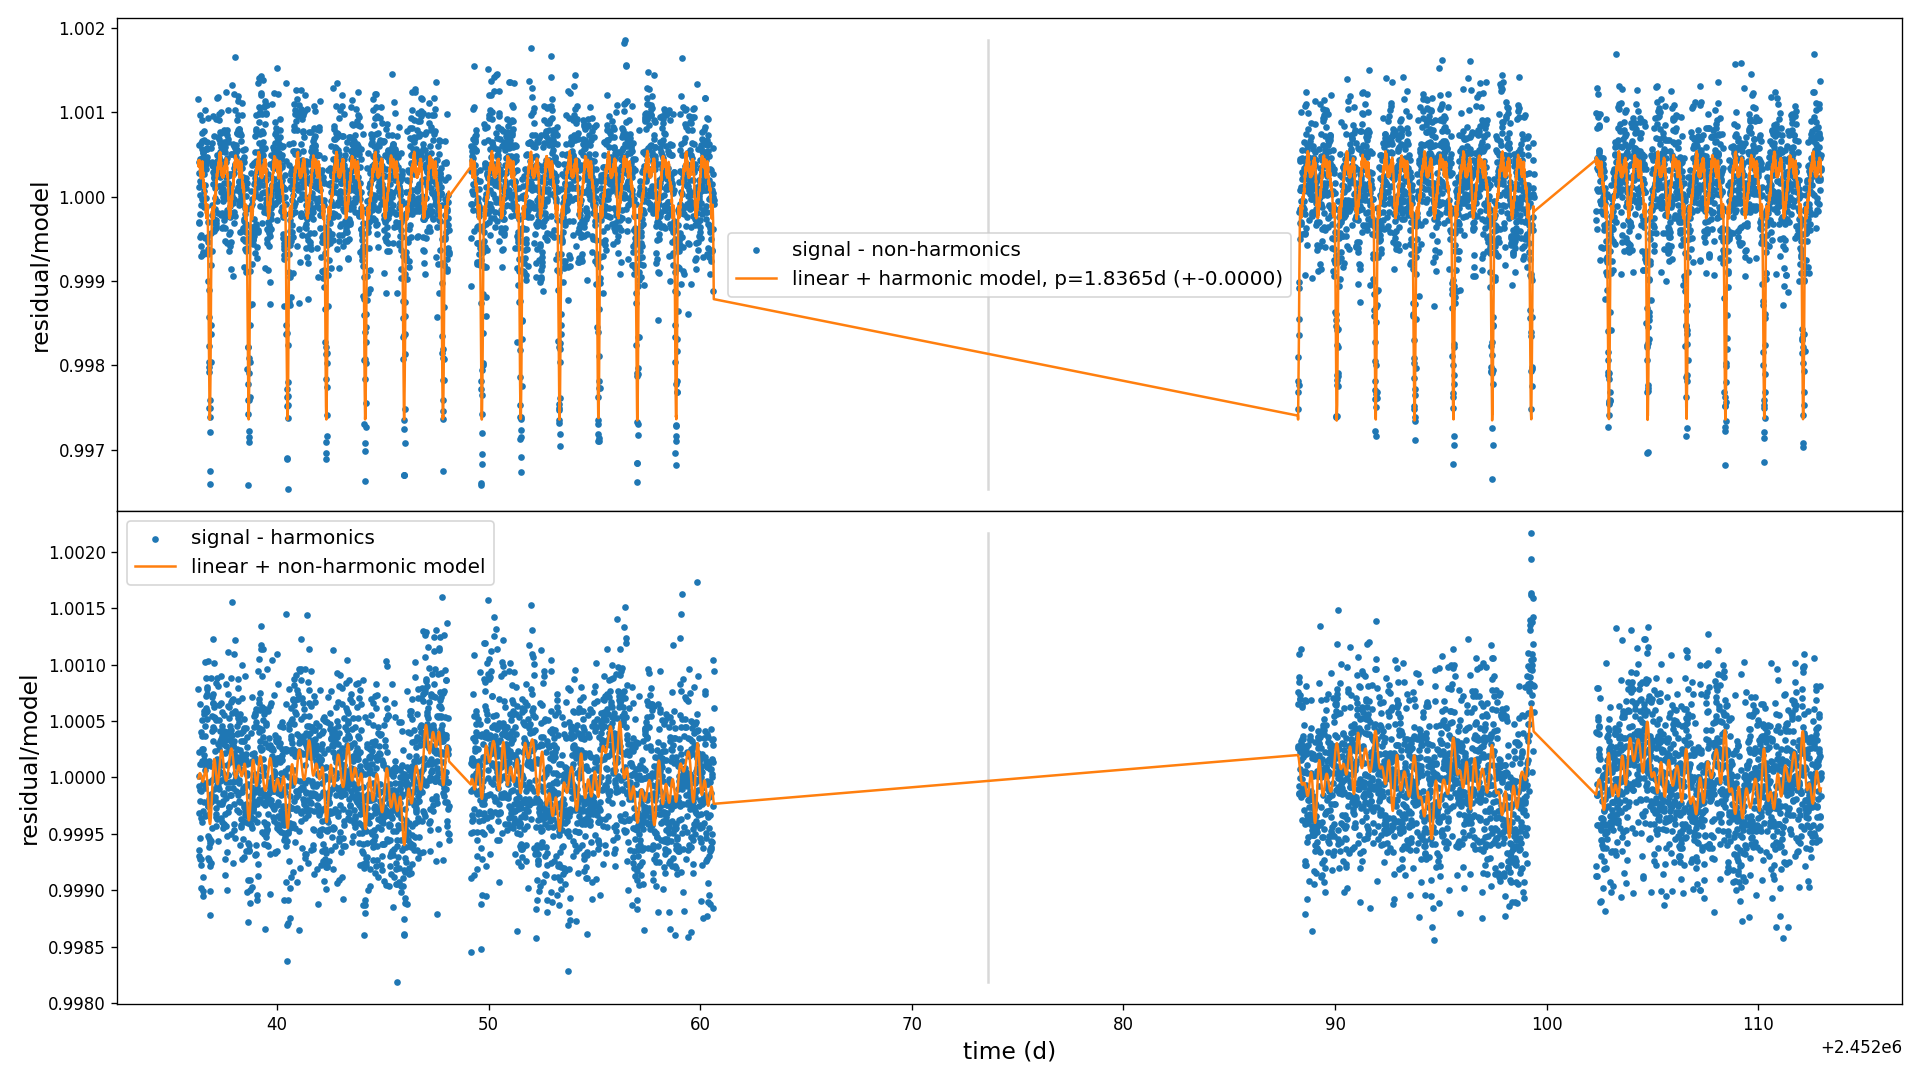 1.002
1.001
1.000
0.999
0.998
0.997
residual/model
signal - non-harmonics
linear + harmonic model, p=1.8365d (+-0.0000)
signal - harmonics
linear + non-harmonic model
1.0020
1.0015
1.0010
1.0005
1.0000
0.9995
0.9990
0.9985
0.9980
residual/model
40 50 60 70 80 90 100 110
time (d)
+2.452e6